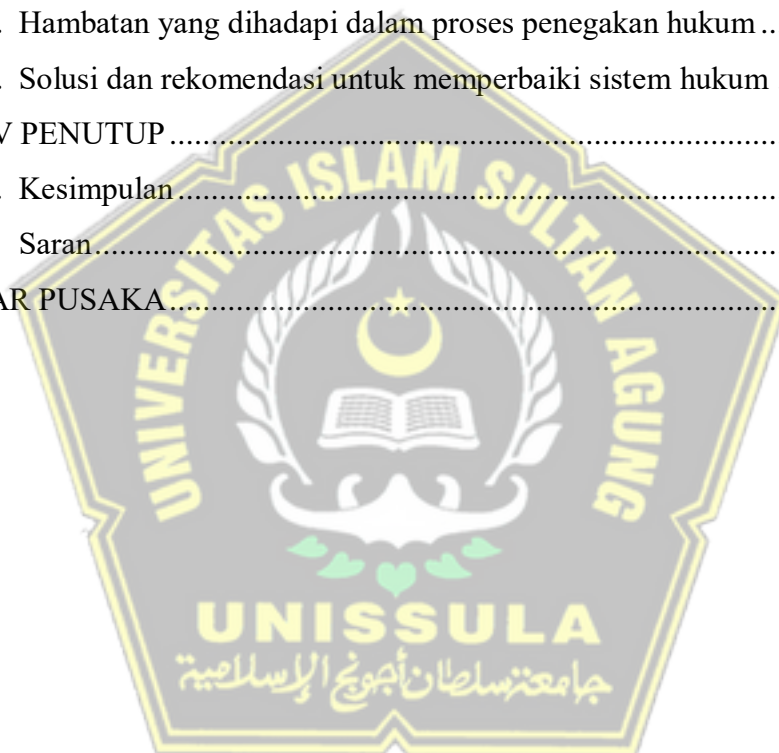 . Hambatan yang dihadapi dalam proses penegakan hukum ..
. Solusi dan rekomendasi untuk memperbaiki sistem hukum
V PENUTUP ................................................................................
. Kesimpulan................................................................................
Saran................................................................................
AR PUSAKA................................................................................
UNIVERSITAS ISLAM SULTAN AGUNG
UNISSULA
جامعة سلطان أجونج الإسلامية